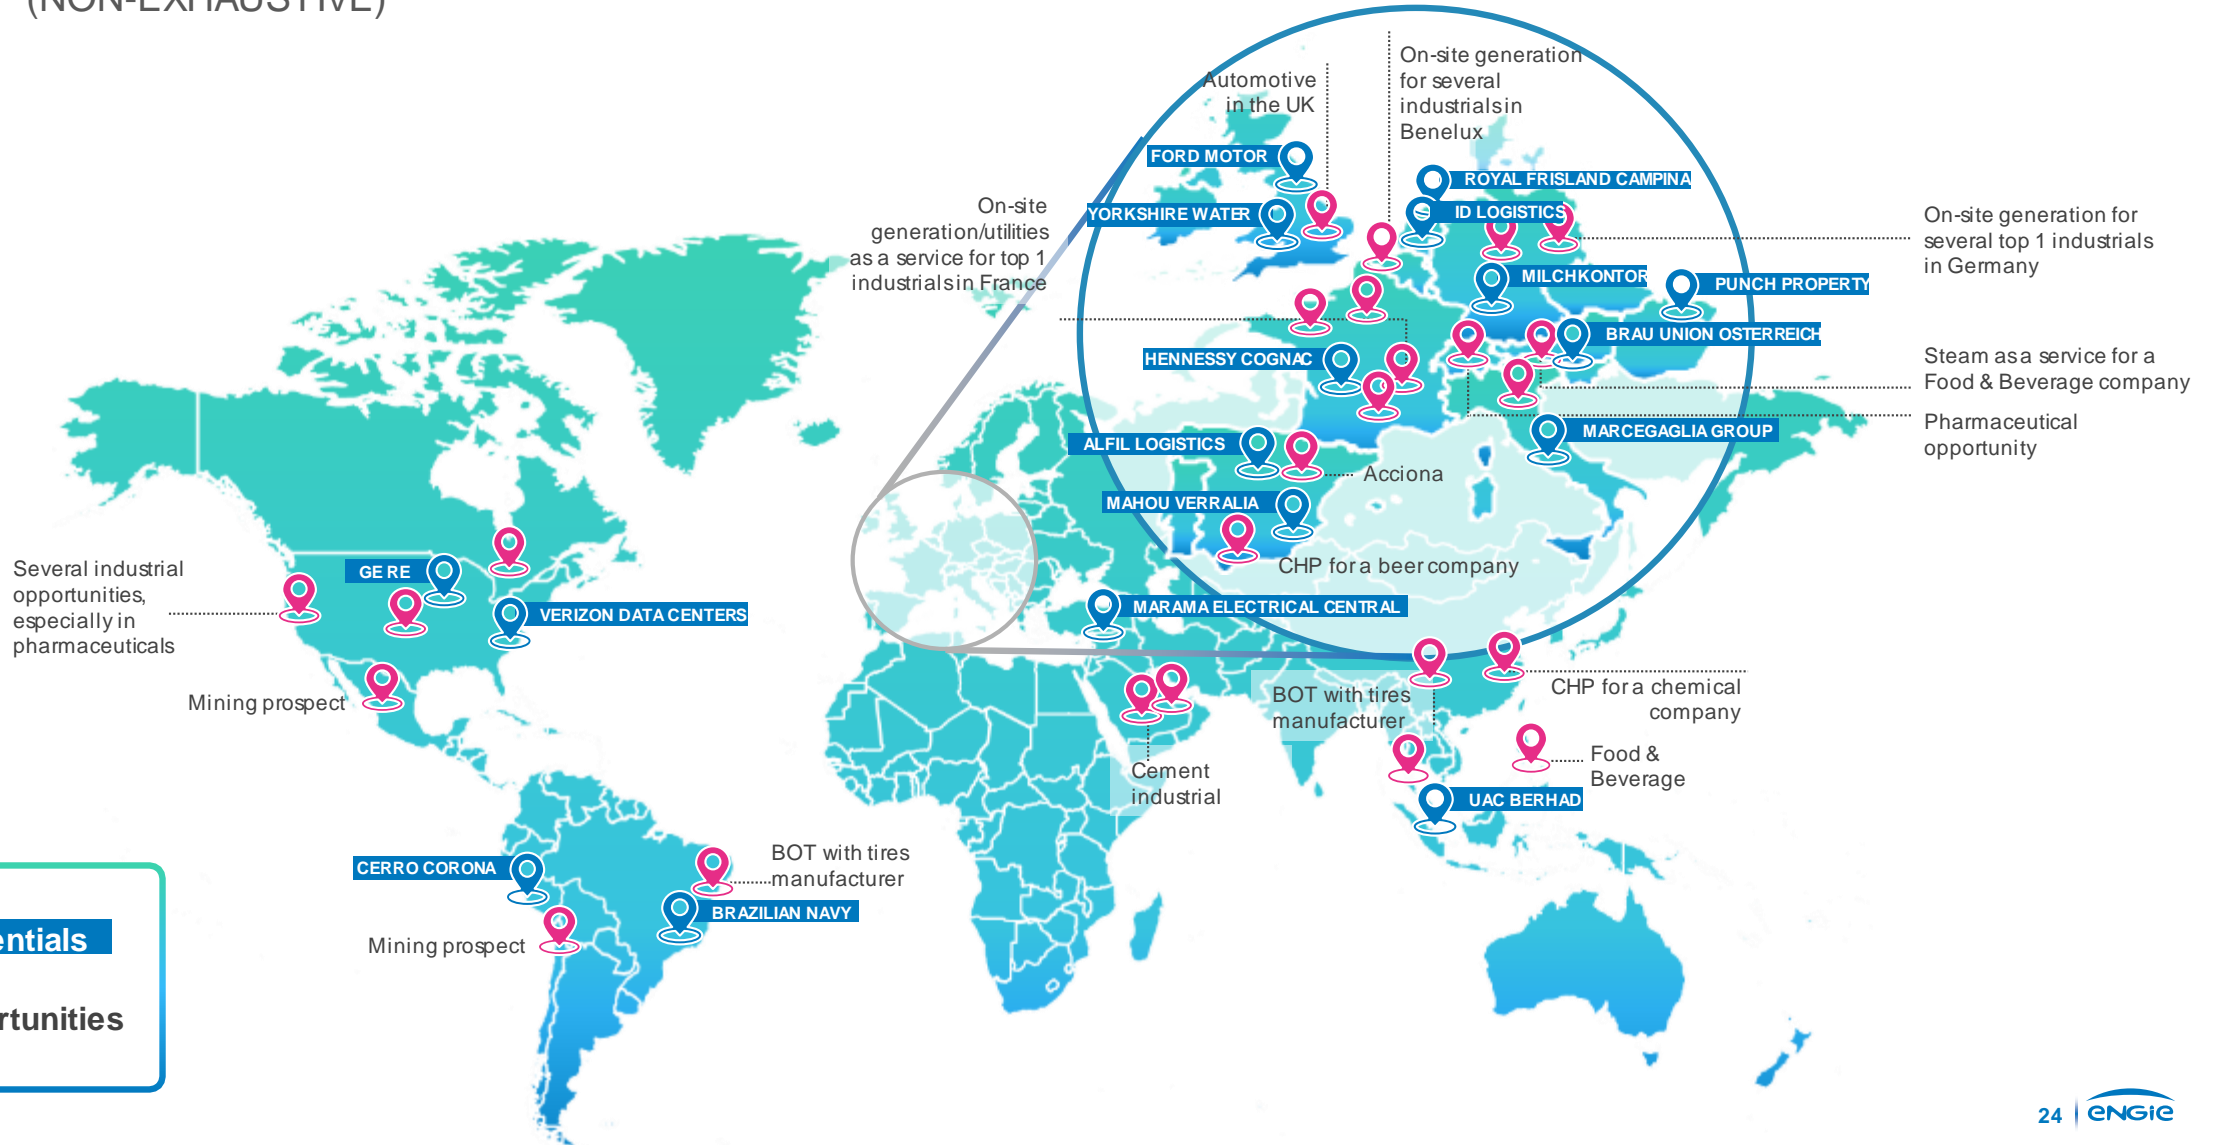 (NON-EXHAUSTIVE)
On-site generation
for several
industrials in
Benelux
Automotive
in the UK
FORD MOTOR
ROYAL FRISLAND CAMPINA
YORKSHIRE WATER
ID LOGISTICS
On-site
generation/utilities
as a service for top 1
industrials in France
On-site generation for
several top 1 industrials
in Germany
MILCHKONTOR
PUNCH PROPERTY
BRAU UNION OSTERREICH
HENNESSY COGNAC
Steam as a service for a
Food & Beverage company
Pharmaceutical
opportunity
MARCEGAGLIA GROUP
ALFIL LOGISTICS
Acciona
MAHOU VERRALIA
CHP for a beer company
Several industrial
opportunities,
especially in
pharmaceuticals
GE RE
VERIZON DATA CENTERS
MARAMA ELECTRICAL CENTRAL
Mining prospect
BOT with tires
manufacturer
CHP for a chemical
company
Cement
industrial
Food &
Beverage
UAC BERHAD
CERRO CORONA
BOT with tires
manufacturer
BRAZILIAN NAVY
Mining prospect
entials
rtunities
24
ENGIE